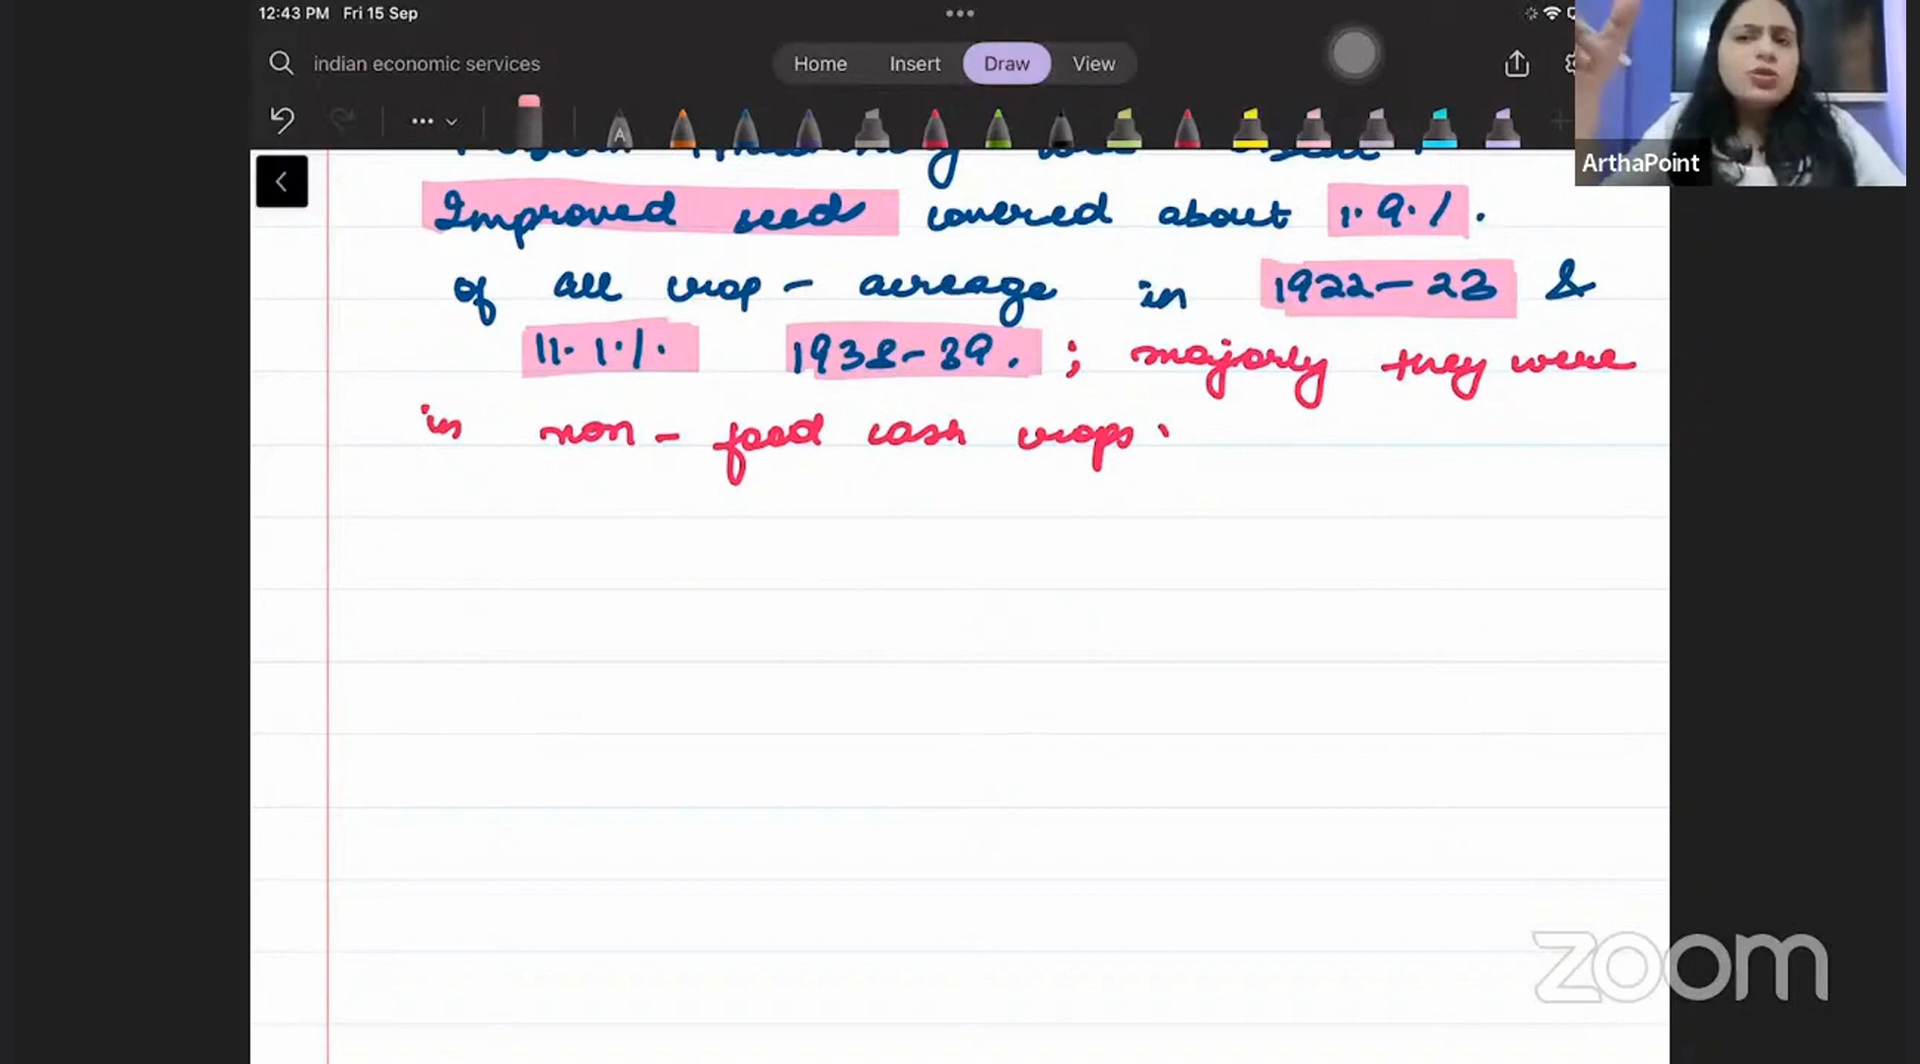 12:43 PM Fri 15 Sep
indian economic services
Home Insert Draw View
A
ArthaPoint
Improved seed covered about 1.9%.
of all crop - acreage in 1922-23 &
11.1% 1938-39. ; majorly they were
in non - food cash crops.
zoom